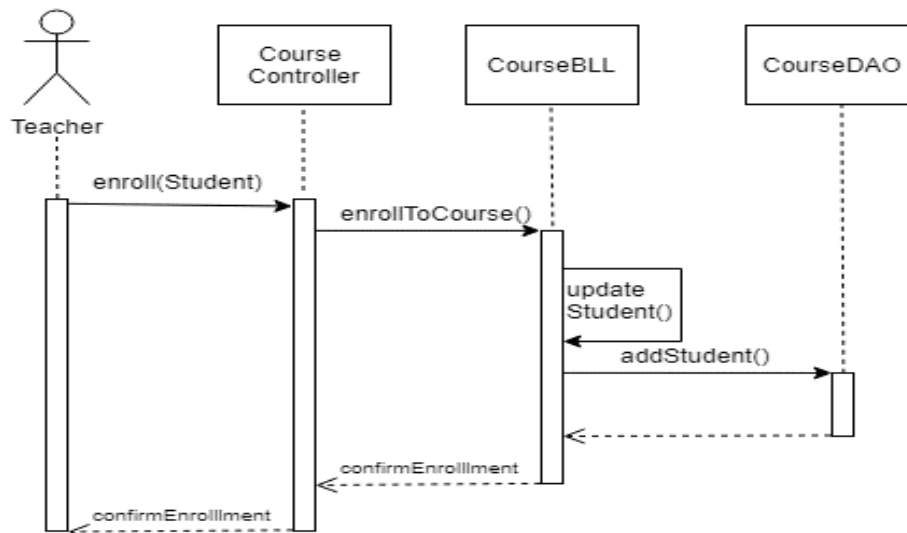 Course
Controller
CourseBLL
CourseDAO
Teacher
enroll(Student)
enrollToCourse()
update
Student()
addStudent()
confirmEnrolllment
confirmEnrolllment